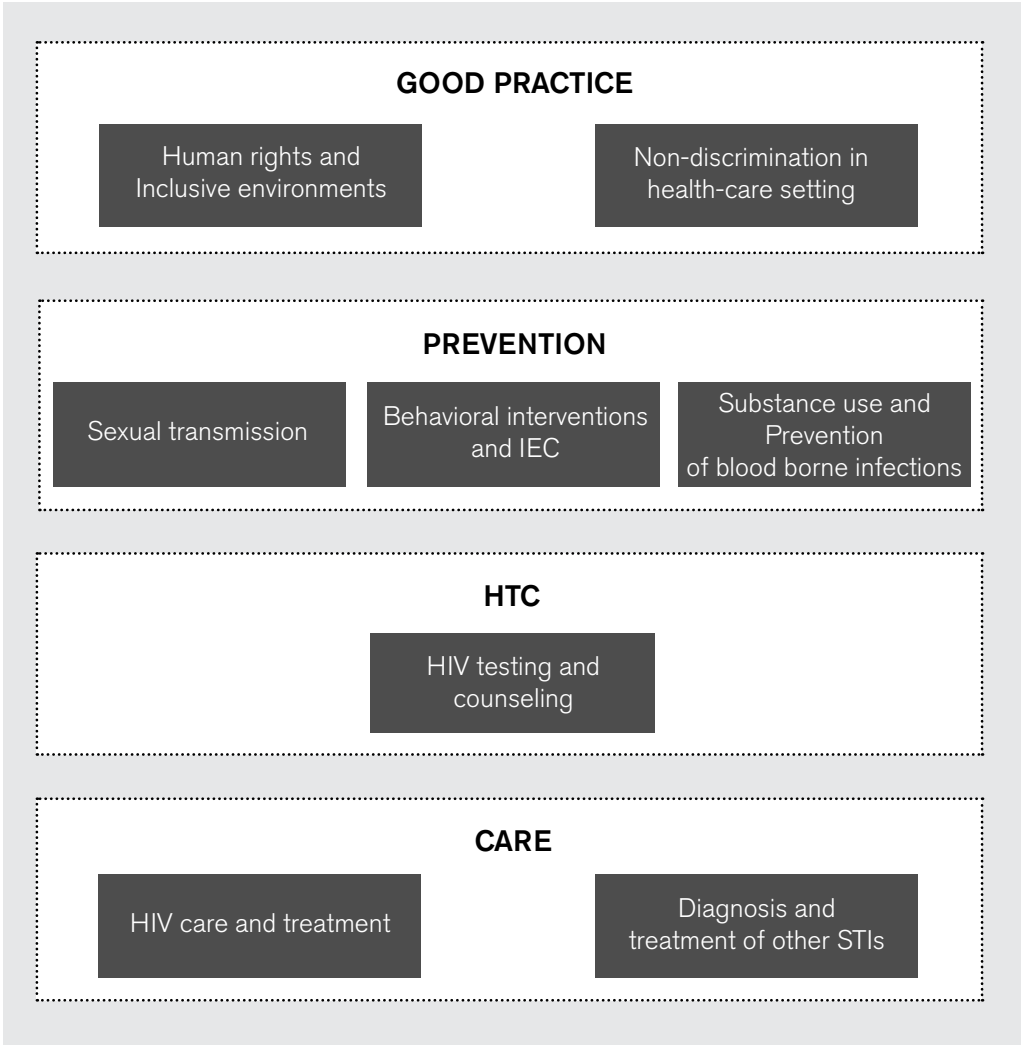 GOOD PRACTICE
Human rights and
Inclusive environments
Non-discrimination in
health-care setting
PREVENTION
Sexual transmission
Behavioral interventions
and IEC
Substance use and
Prevention
of blood borne infections
HTC
HIV testing and
counseling
CARE
HIV care and treatment
Diagnosis and
treatment of other STIs